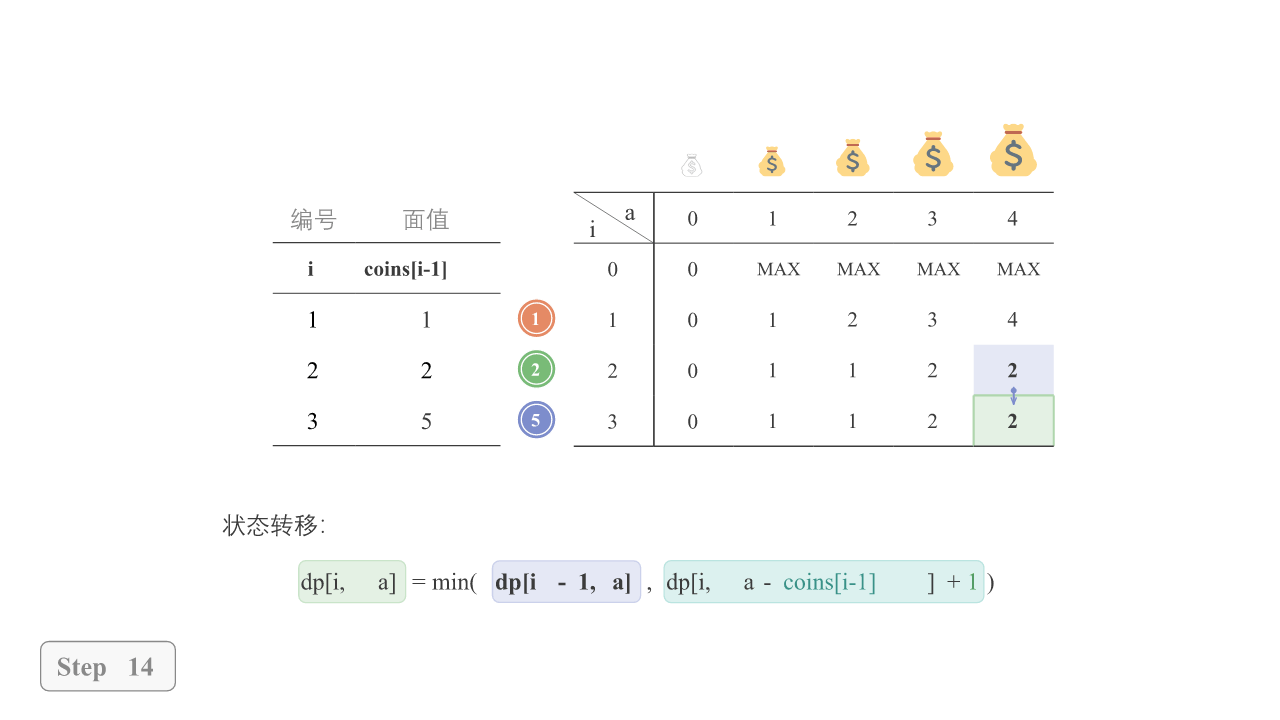 编号 面值
i coins[i-1]
1 1
2 2
3 5
1
2
5
$ $ $ $ $
i a 0 1 2 3 4
0 0 MAX MAX MAX MAX
1 0 1 2 3 4
2 0 1 1 2 2
3 0 1 1 2 2
状态转移：
dp[i, a] = min( dp[i - 1, a] , dp[i, a - coins[i-1] ] + 1 )
Step 14